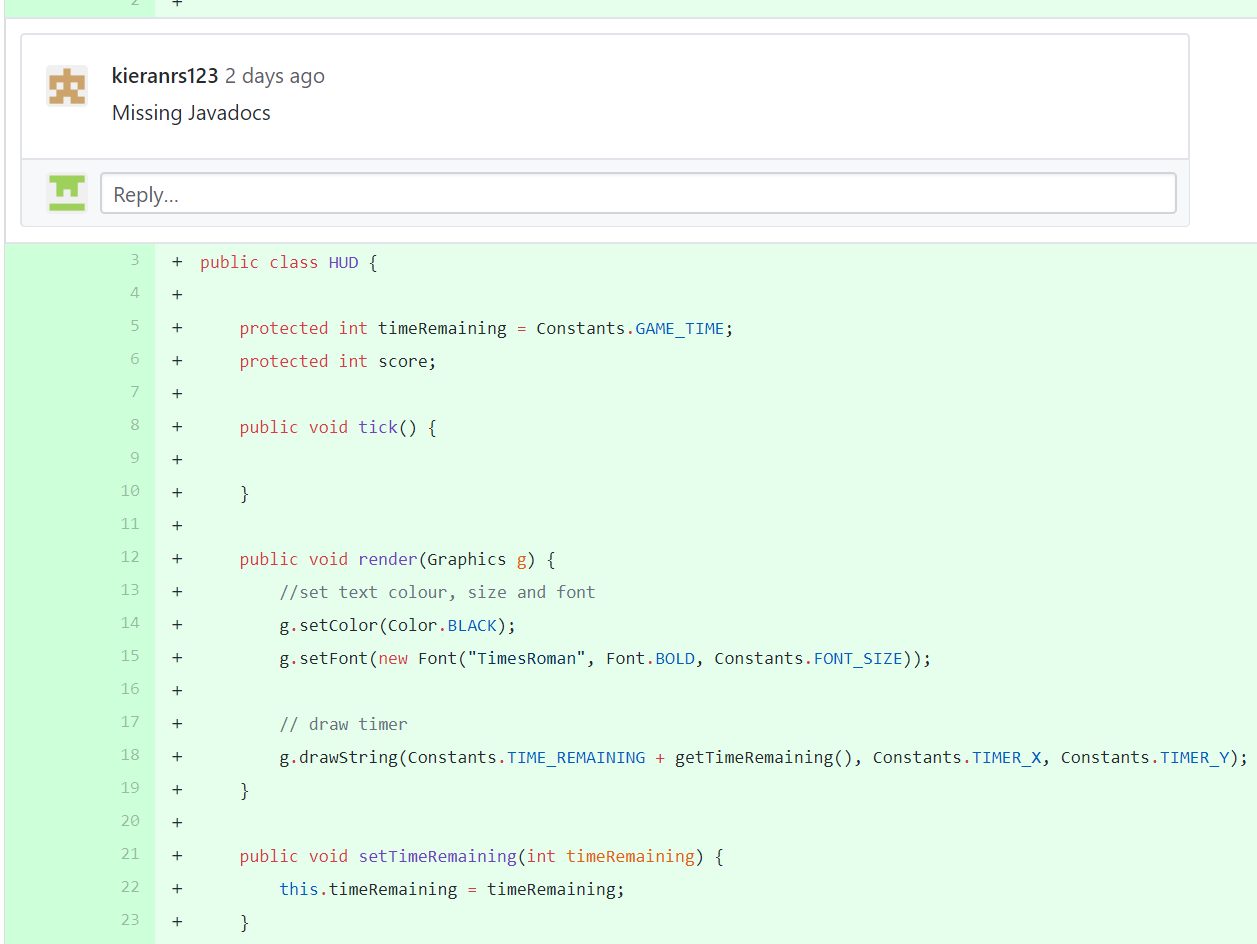 2 +
kieranrs123 2 days ago
Missing Javadocs
Reply...
3 + public class HUD {
4 +
5 + protected int timeRemaining = Constants.GAME_TIME;
6 + protected int score;
7 +
8 + public void tick() {
9 +
10 + }
11 +
12 + public void render(Graphics g) {
13 + //set text colour, size and font
14 + g.setColor(Color.BLACK);
15 + g.setFont(new Font("TimesRoman", Font.BOLD, Constants.FONT_SIZE));
16 +
17 + // draw timer
18 + g.drawString(Constants.TIME_REMAINING + getTimeRemaining(), Constants.TIMER_X, Constants.TIMER_Y);
19 + }
20 +
21 + public void setTimeRemaining(int timeRemaining) {
22 + this.timeRemaining = timeRemaining;
23 + }